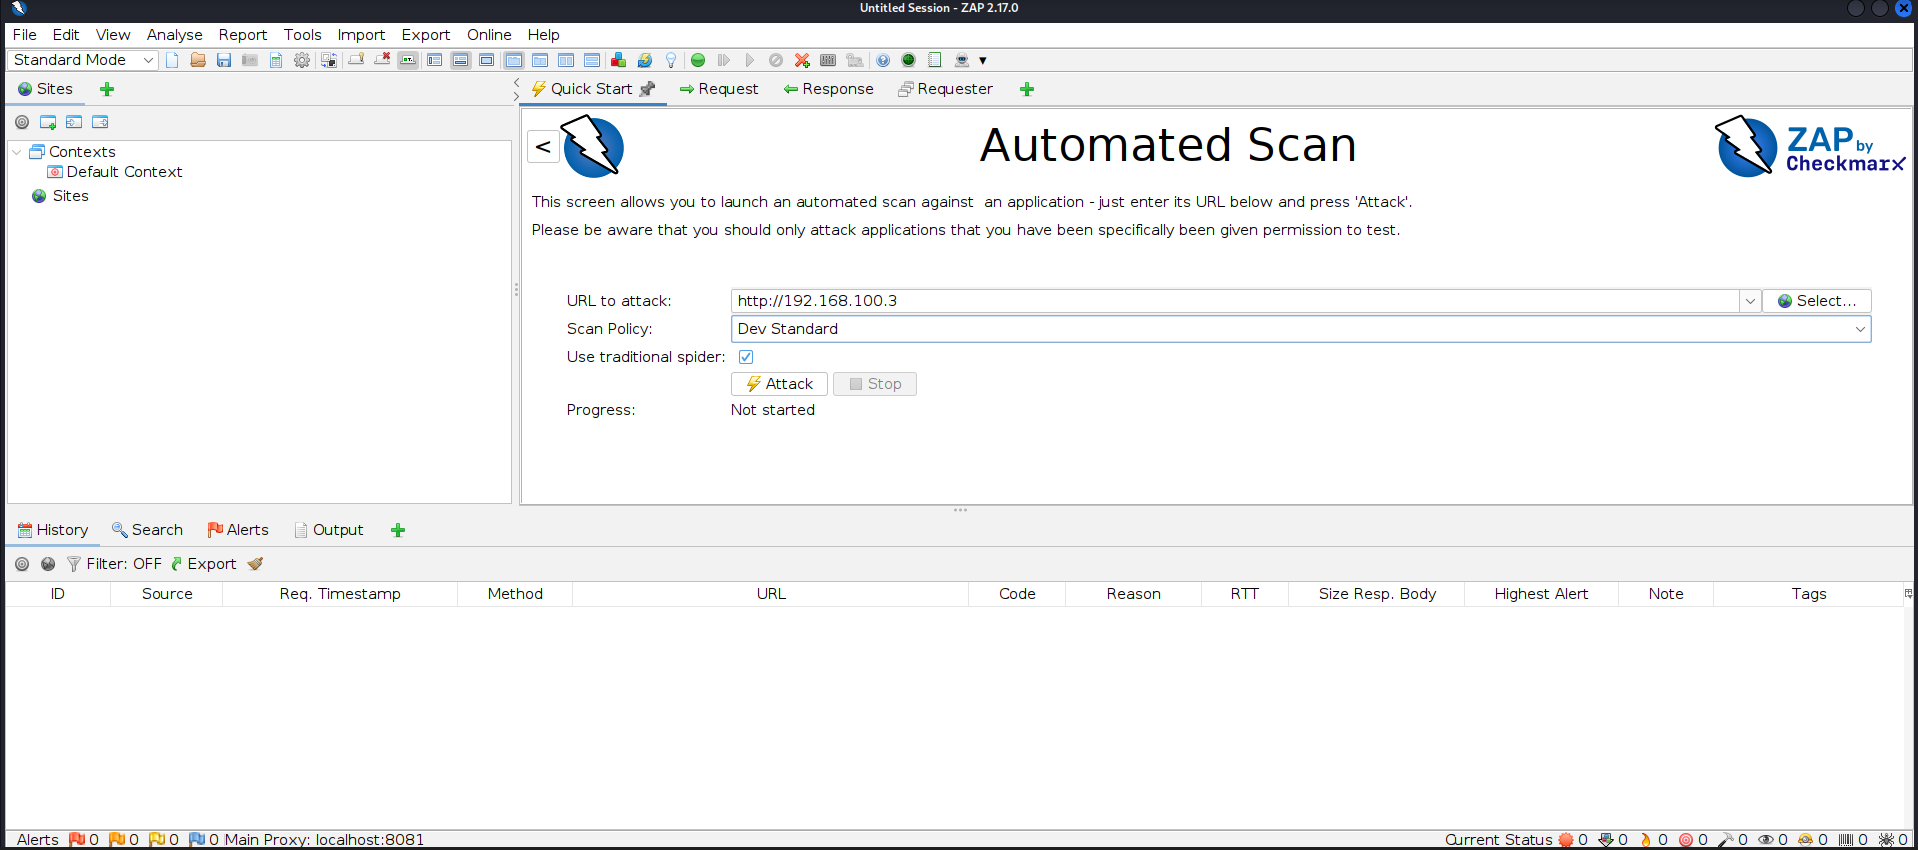 Untitled Session - ZAP 2.17.0
File Edit View Analyse Report Tools Import Export Online Help
Standard Mode
Sites
Quick Start Request Response Requester
Contexts
Default Context
Sites
<
Automated Scan
ZAP by
Checkmarx
This screen allows you to launch an automated scan against  an application - just enter its URL below and press 'Attack'.
Please be aware that you should only attack applications that you have been specifically been given permission to test.
URL to attack: http://192.168.100.3 Select...
Scan Policy: Dev Standard
Use traditional spider:
Attack Stop
Progress: Not started
History Search Alerts Output
Filter: OFF Export
ID Source Req. Timestamp Method URL Code Reason RTT Size Resp. Body Highest Alert Note Tags
Alerts 0 0 0 0 Main Proxy: localhost:8081 Current Status 0 0 0 0 0 0 0 0 0